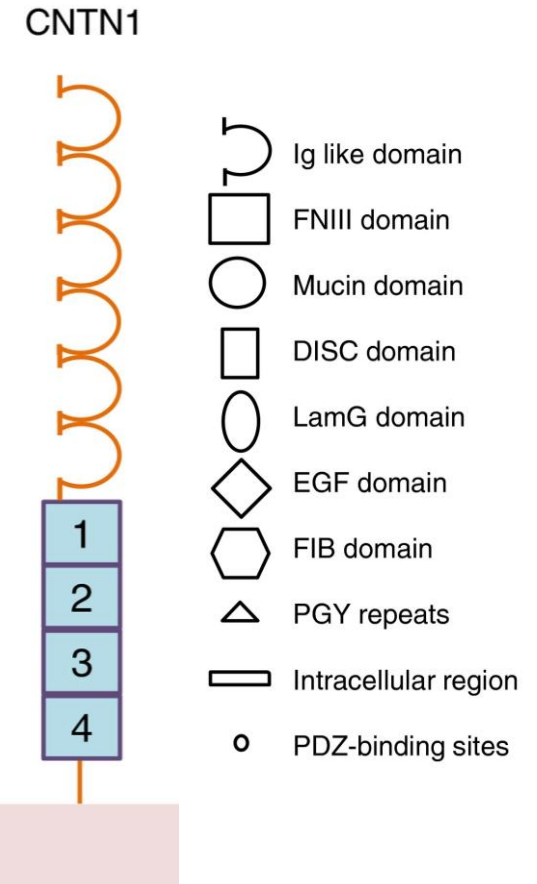 CNTN1
Ig like domain
FNIII domain
Mucin domain
DISC domain
LamG domain
EGF domain
FIB domain
PGY repeats
Intracellular region
PDZ-binding sites
1
2
3
4